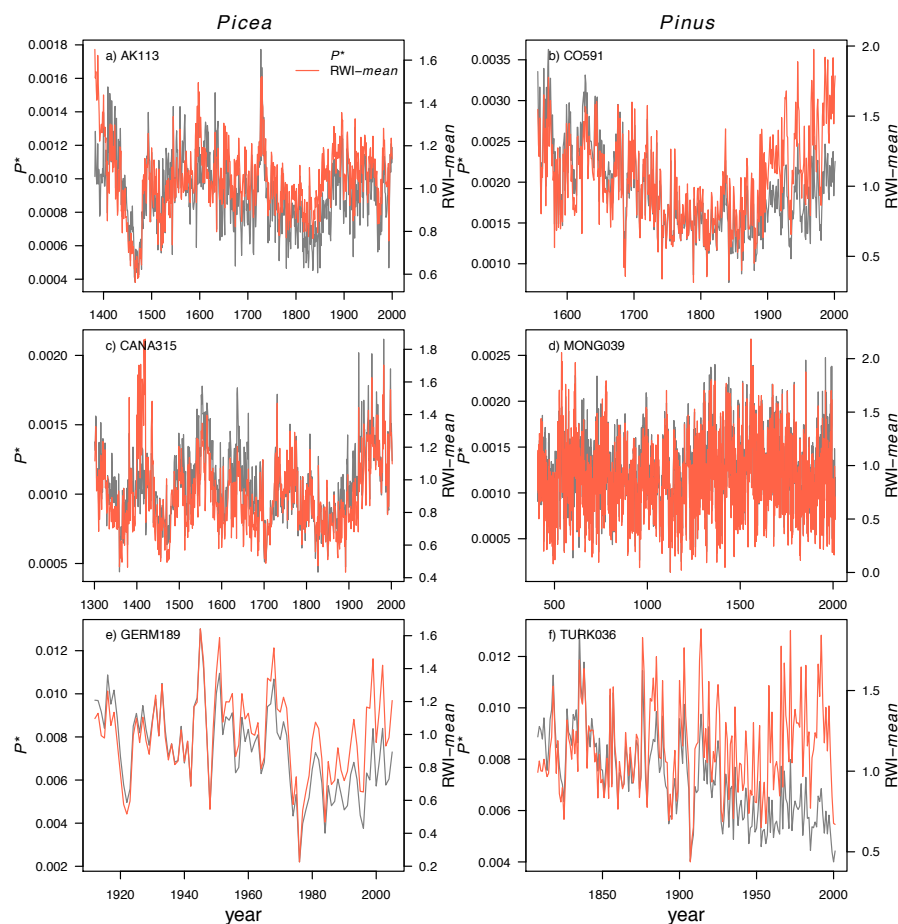 Picea Pinus
a) AK113
P*
RWI−mean
0.0018
0.0016
0.0014
0.0012
0.0010
0.0008
0.0006
0.0004
P*
1.6
1.4
1.2
1.0
0.8
0.6
RWI−mean
1400 1500 1600 1700 1800 1900 2000
b) CO591
0.0035
0.0030
0.0025
0.0020
0.0015
0.0010
P*
2.0
1.5
1.0
0.5
RWI−mean
1600 1700 1800 1900 2000
c) CANA315
0.0020
0.0015
0.0010
0.0005
P*
1.8
1.6
1.4
1.2
1.0
0.8
0.6
0.4
RWI−mean
1300 1400 1500 1600 1700 1800 1900 2000
d) MONG039
0.0025
0.0020
0.0015
0.0010
0.0005
P*
2.0
1.5
1.0
0.5
0.0
RWI−mean
500 1000 1500 2000
e) GERM189
0.012
0.010
0.008
0.006
0.004
0.002
P*
1.6
1.4
1.2
1.0
0.8
0.6
0.4
0.2
RWI−mean
1920 1940 1960 1980 2000
year
f) TURK036
0.012
0.010
0.008
0.006
0.004
P*
1.5
1.0
0.5
RWI−mean
1850 1900 1950 2000
year